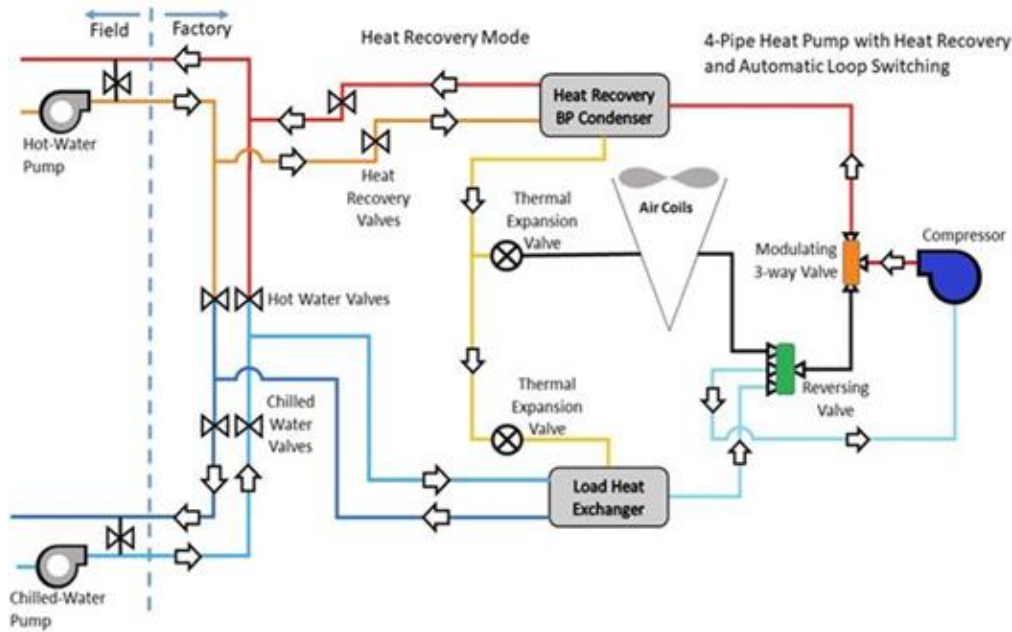 Field
Factory
Heat Recovery Mode
4-Pipe Heat Pump with Heat Recovery
and Automatic Loop Switching
Hot-Water
Pump
Heat Recovery
BP Condenser
Heat
Recovery
Valves
Thermal
Expansion
Valve
Air Coils
Modulating
3-way Valve
Compressor
Hot Water Valves
Reversing
Valve
Chilled
Water
Valves
Thermal
Expansion
Valve
Load Heat
Exchanger
Chilled-Water
Pump